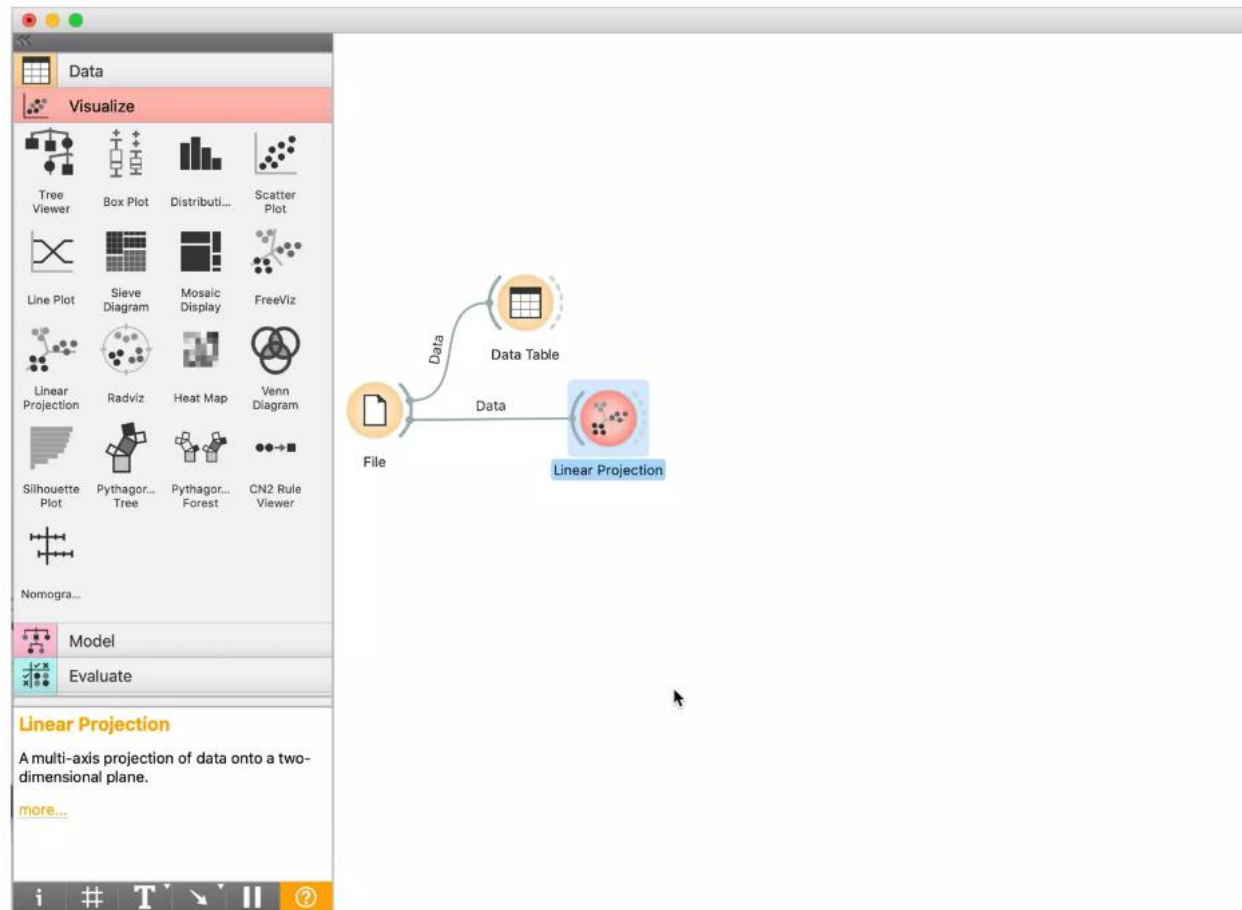 Data
Visualize
Tree
Viewer
Box Plot
Distributi...
Scatter
Plot
Line Plot
Sieve
Diagram
Mosaic
Display
FreeViz
Linear
Projection
Radviz
Heat Map
Venn
Diagram
Silhouette
Plot
Pythagor...
Tree
Pythagor...
Forest
CN2 Rule
Viewer
Nomogra...
Model
Evaluate
Linear Projection
A multi-axis projection of data onto a two-
dimensional plane.
more...
i # T ?
Data
Data Table
Data
File
Linear Projection